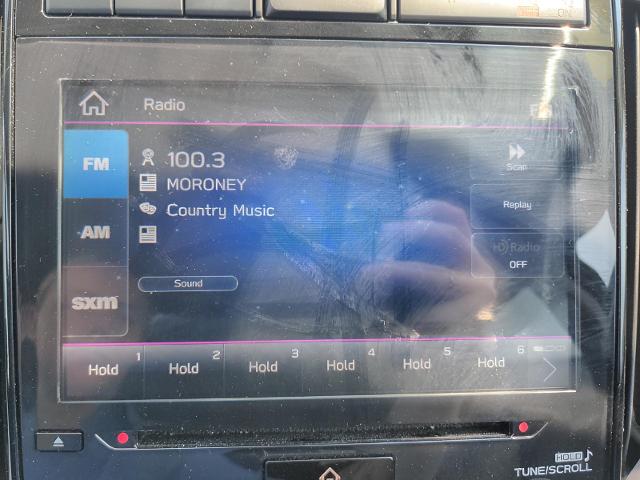 Radio
FM
100.3
Scan
MORONEY
Replay
AM
Country Music
HD Radio
OFF
Sound
sxm
Hold 1
Hold 2
Hold 3
Hold 4
Hold 5
Hold 6
HOLD
TUNE/SCROLL